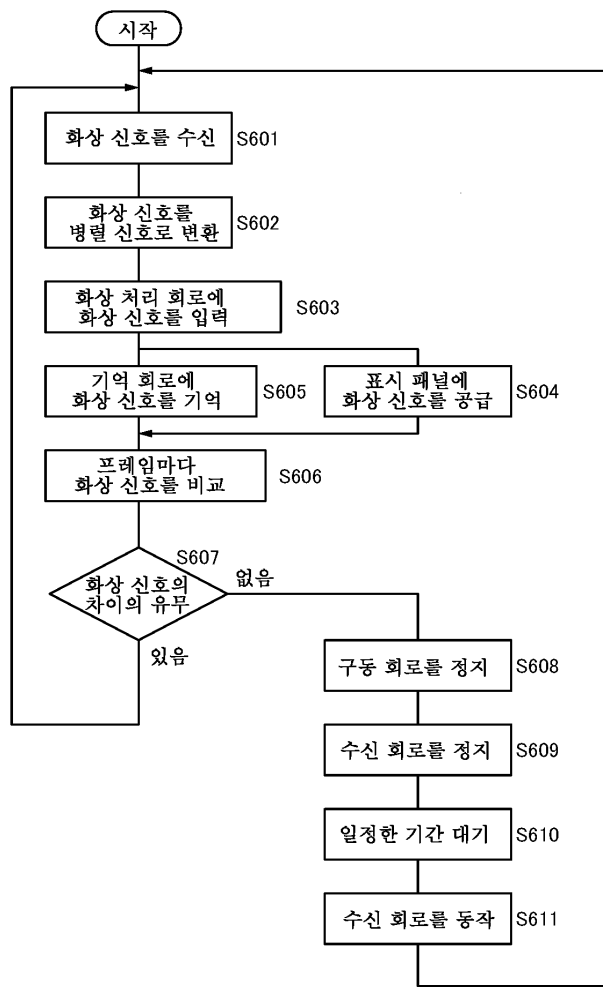 시작
화상 신호를 수신
S601
화상 신호를
병렬 신호로 변환
S602
화상 처리 회로에
화상 신호를 입력
S603
기억 회로에
화상 신호를 기억
S605
표시 패널에
화상 신호를 공급
S604
프레임마다
화상 신호를 비교
S606
S607
화상 신호의
차이의 유무
없음
있음
구동 회로를 정지
S608
수신 회로를 정지
S609
일정한 기간 대기
S610
수신 회로를 동작
S611